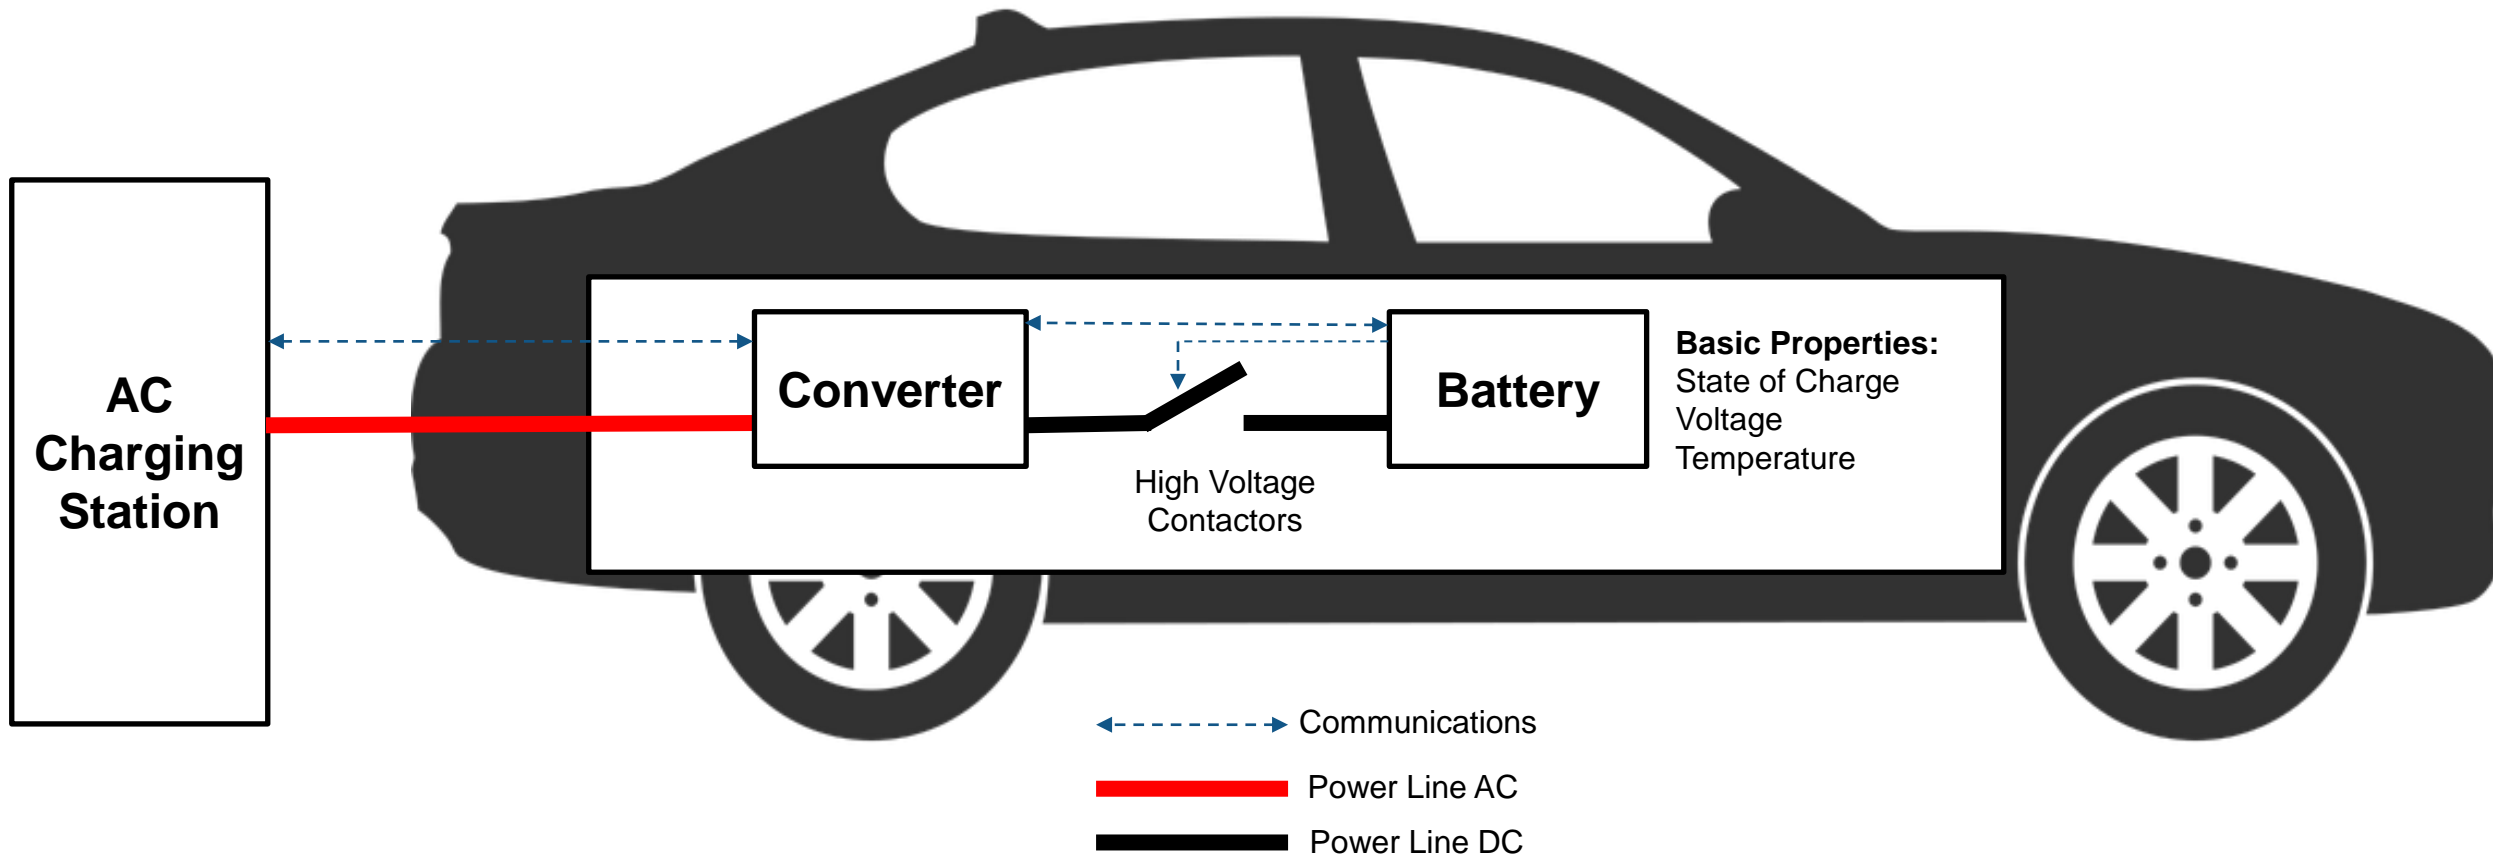 AC
Charging
Station
Converter
High Voltage
Contactors
Battery
Basic Properties:
State of Charge
Voltage
Temperature
Communications
Power Line AC
Power Line DC